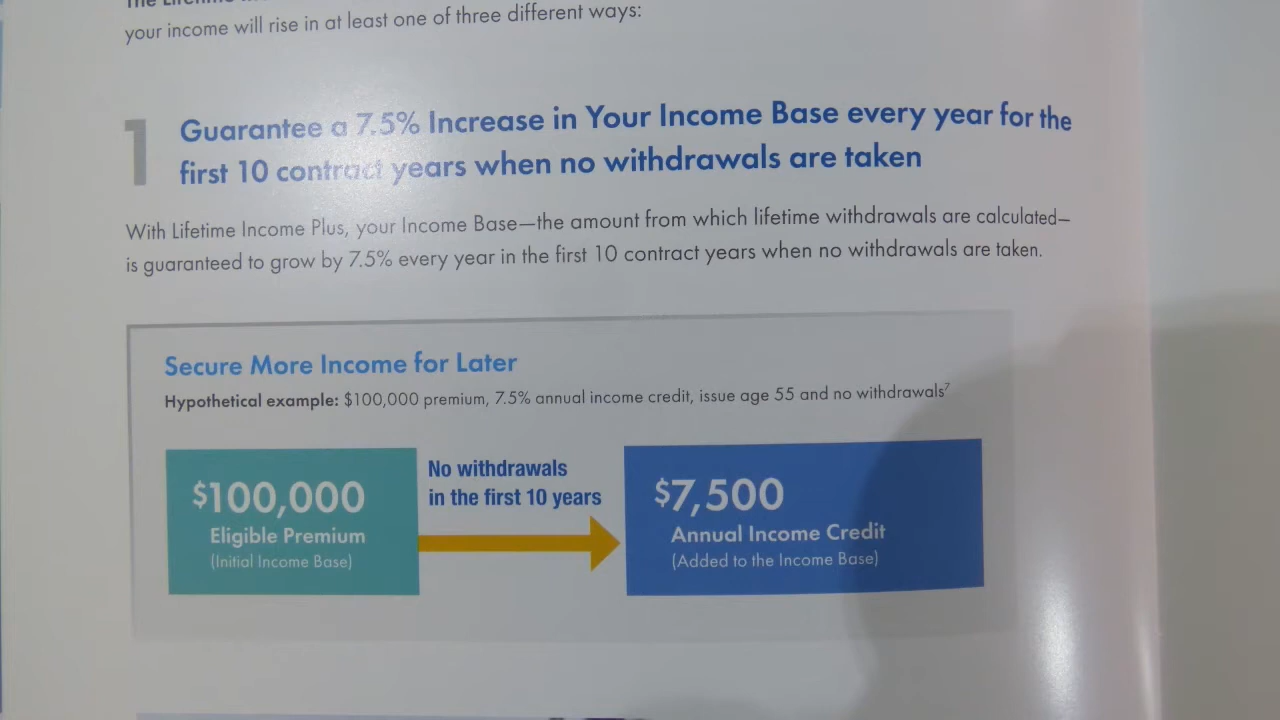 your income will rise in at least one of three different ways:
1
Guarantee a 7.5% Increase in Your Income Base every year for the
first 10 contract years when no withdrawals are taken
With Lifetime Income Plus, your Income Base—the amount from which lifetime withdrawals are calculated—
is guaranteed to grow by 7.5% every year in the first 10 contract years when no withdrawals are taken.
Secure More Income for Later
Hypothetical example: $100,000 premium, 7.5% annual income credit, issue age 55 and no withdrawals⁷
$100,000
Eligible Premium
(Initial Income Base)
No withdrawals
in the first 10 years
$7,500
Annual Income Credit
(Added to the Income Base)